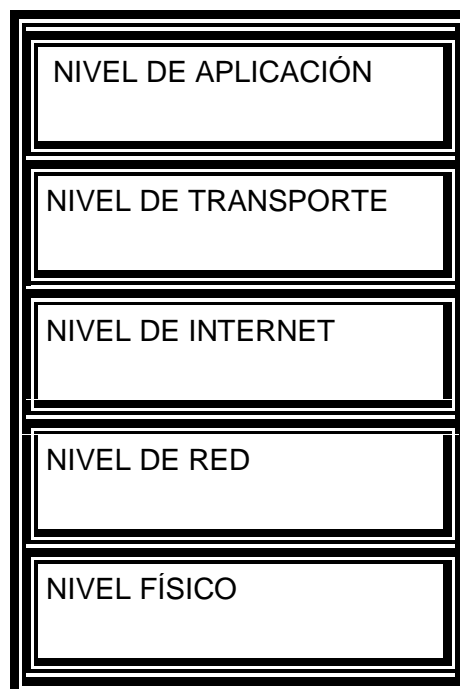 NIVEL DE APLICACIÓN
NIVEL DE TRANSPORTE
NIVEL DE INTERNET
NIVEL DE RED
NIVEL FÍSICO